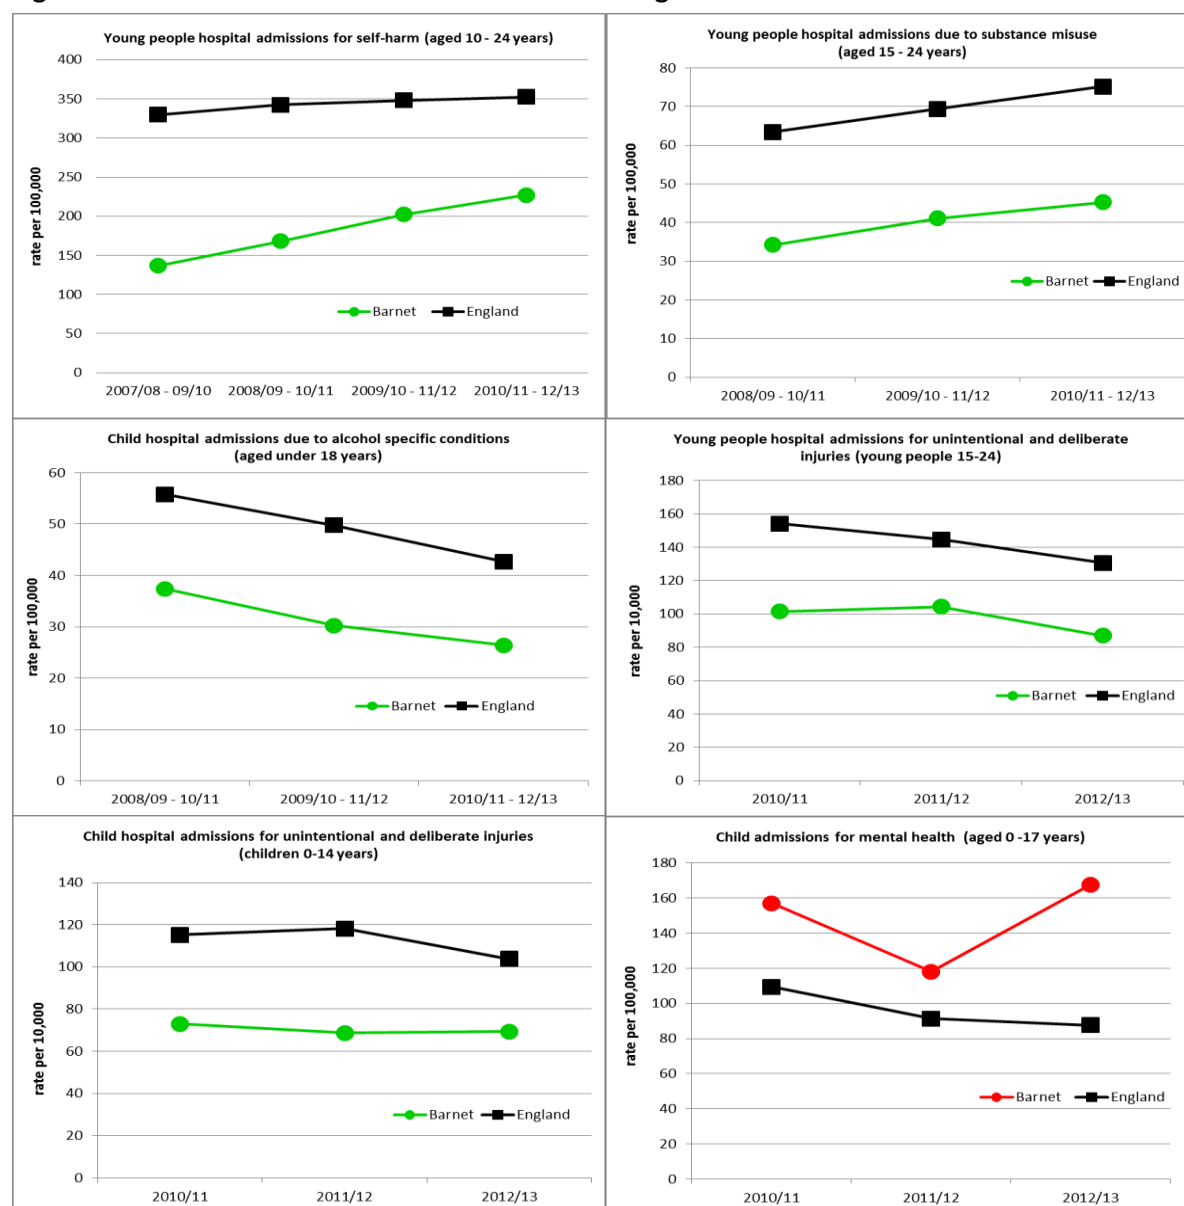 Young people hospital admissions for self-harm (aged 10 - 24 years)
400
350
300
250
200
150
100
50
0
rate per 100,000
Barnet England
2007/08 - 09/10 2008/09 - 10/11 2009/10 - 11/12 2010/11 - 12/13
Young people hospital admissions due to substance misuse
(aged 15 - 24 years)
80
70
60
50
40
30
20
10
0
rate per 100,000
Barnet England
2008/09 - 10/11 2009/10 - 11/12 2010/11 - 12/13
Child hospital admissions due to alcohol specific conditions
(aged under 18 years)
60
50
40
30
20
10
0
rate per 100,000
Barnet England
2008/09 - 10/11 2009/10 - 11/12 2010/11 - 12/13
Young people hospital admissions for unintentional and deliberate
injuries (young people 15-24)
180
160
140
120
100
80
60
40
20
0
rate per 10,000
Barnet England
2010/11 2011/12 2012/13
Child hospital admissions for unintentional and deliberate injuries
(children 0-14 years)
140
120
100
80
60
40
20
0
rate per 10,000
Barnet England
2010/11 2011/12 2012/13
Child admissions for mental health (aged 0 -17 years)
180
160
140
120
100
80
60
40
20
0
rate per 100,000
Barnet England
2010/11 2011/12 2012/13